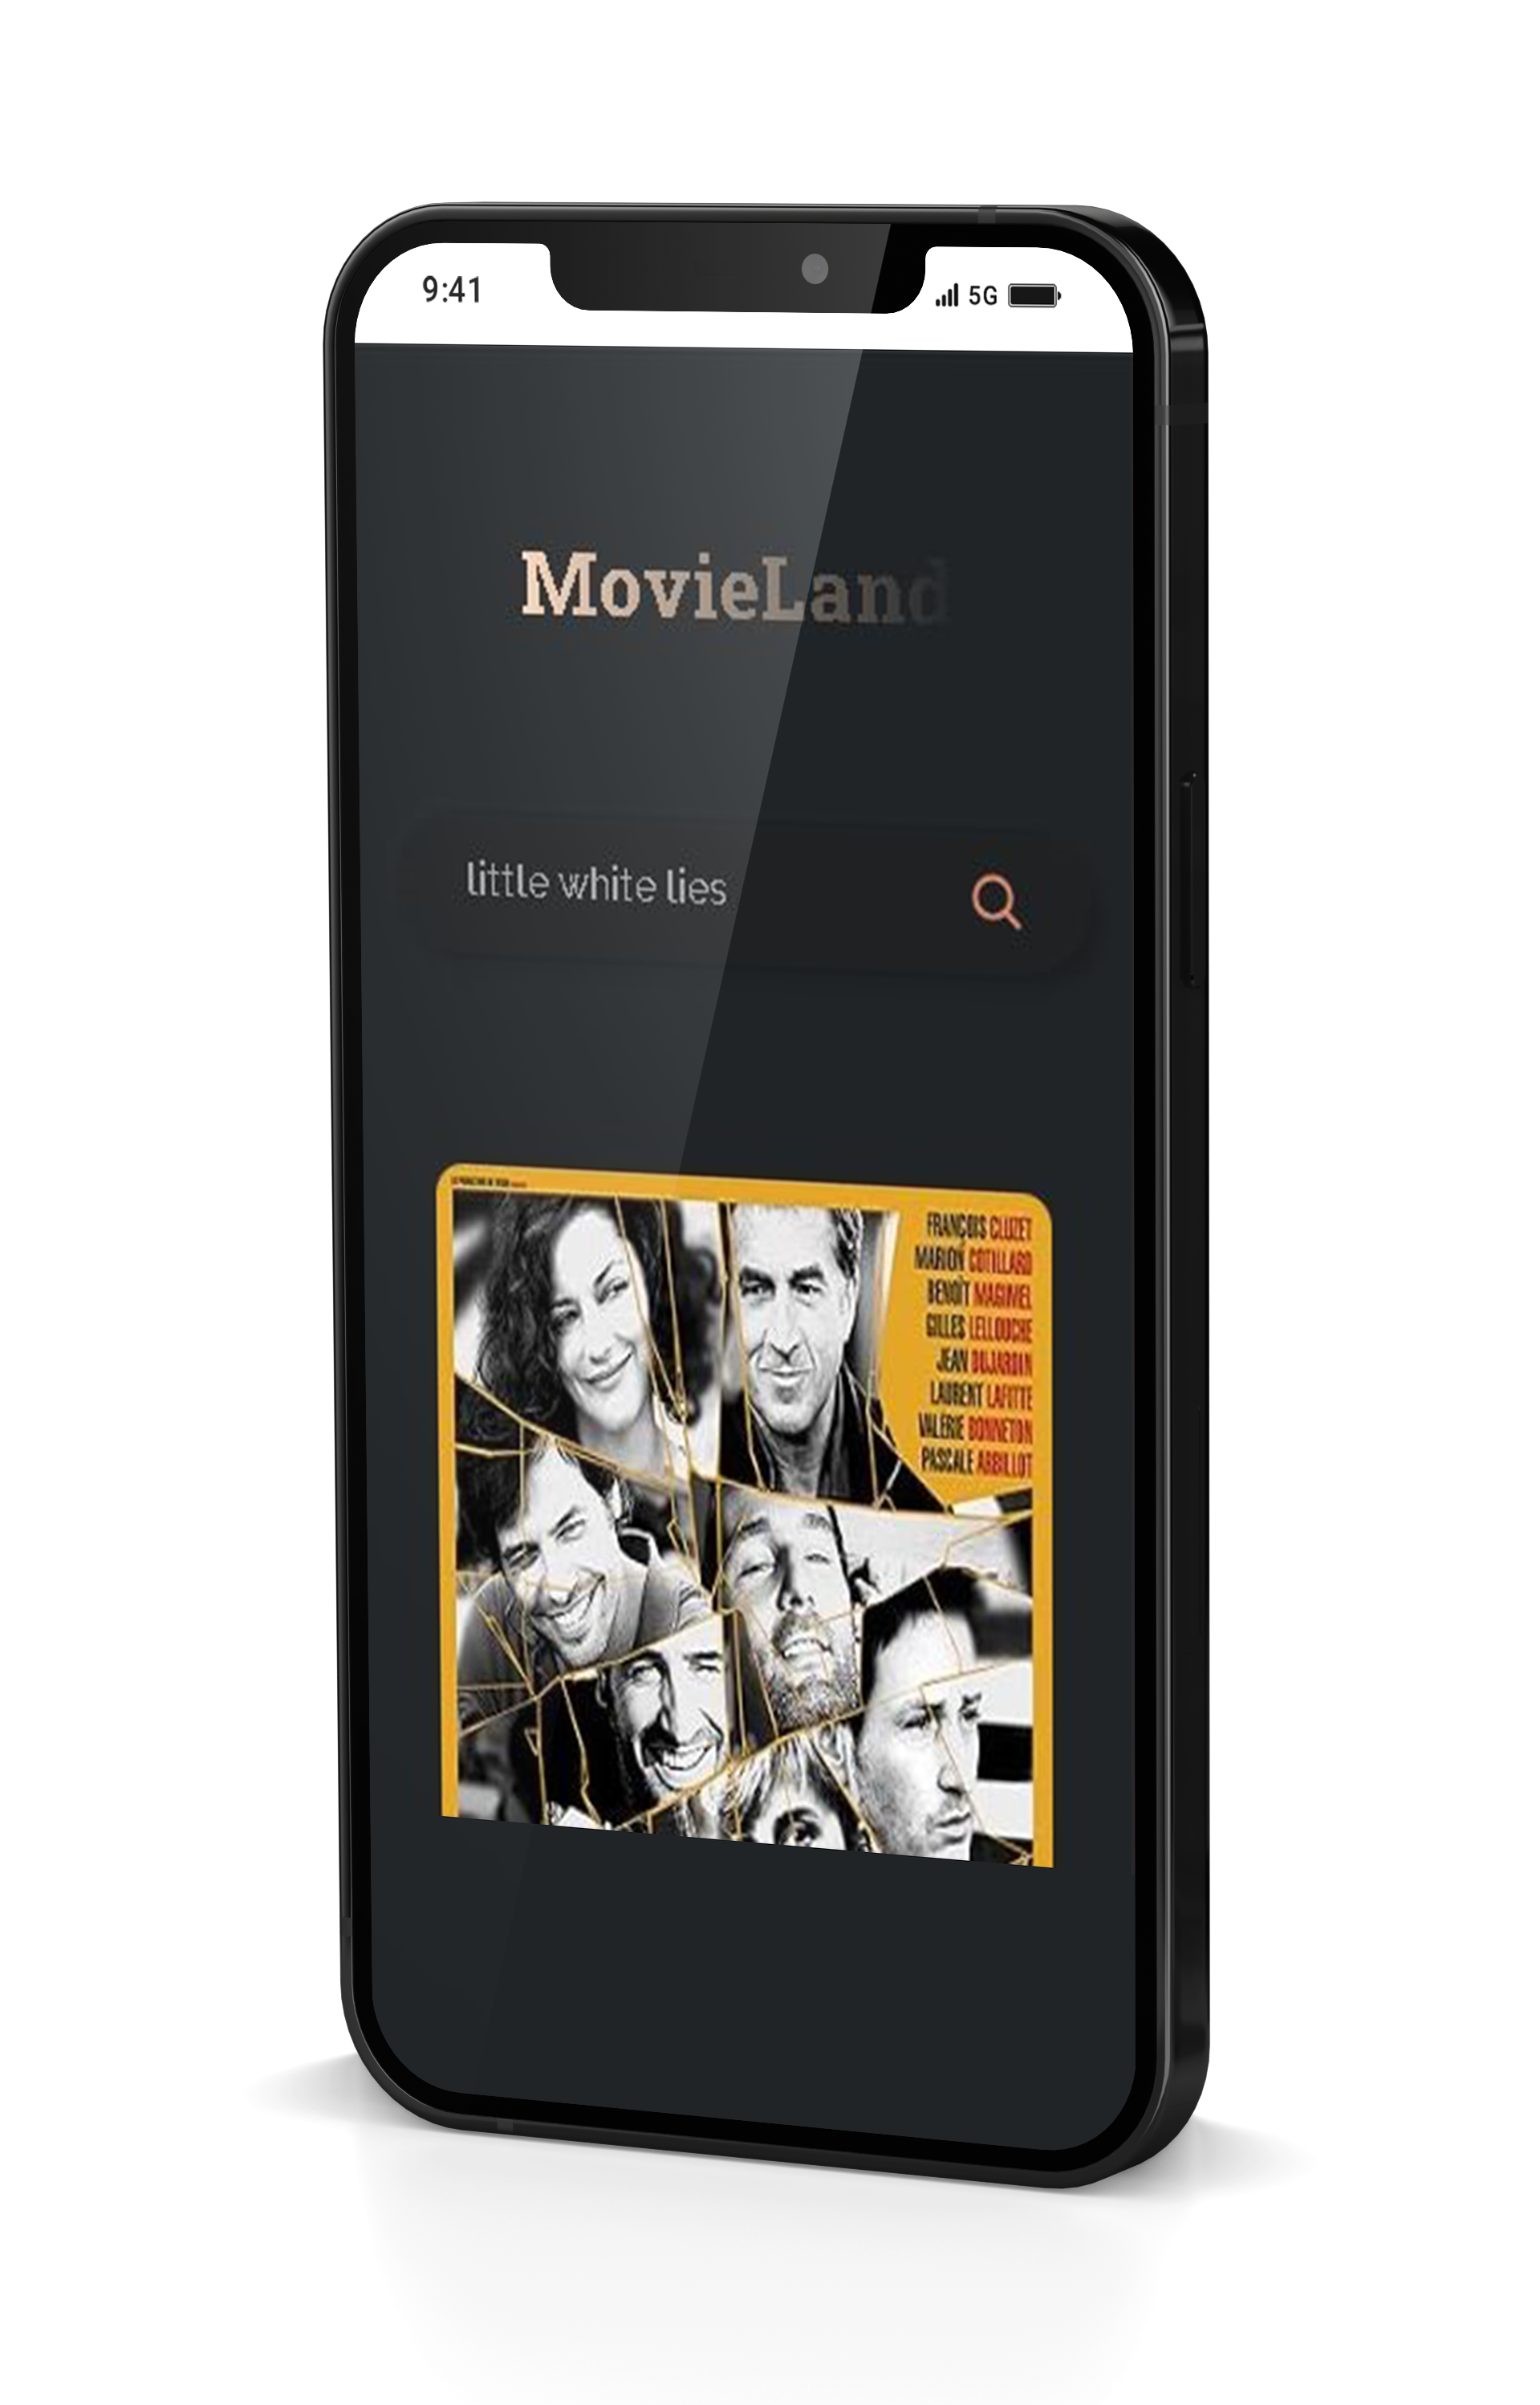 9:41
5G
MovieLand
little white lies
FRANÇOIS CLUZET
MARION COTILLARD
BENOÎT MAGIMEL
GILLES LELLOUCHE
JEAN DUJARDIN
LAURENT LAFITTE
VALÉRIE BONNETON
PASCALE ARBILLOT